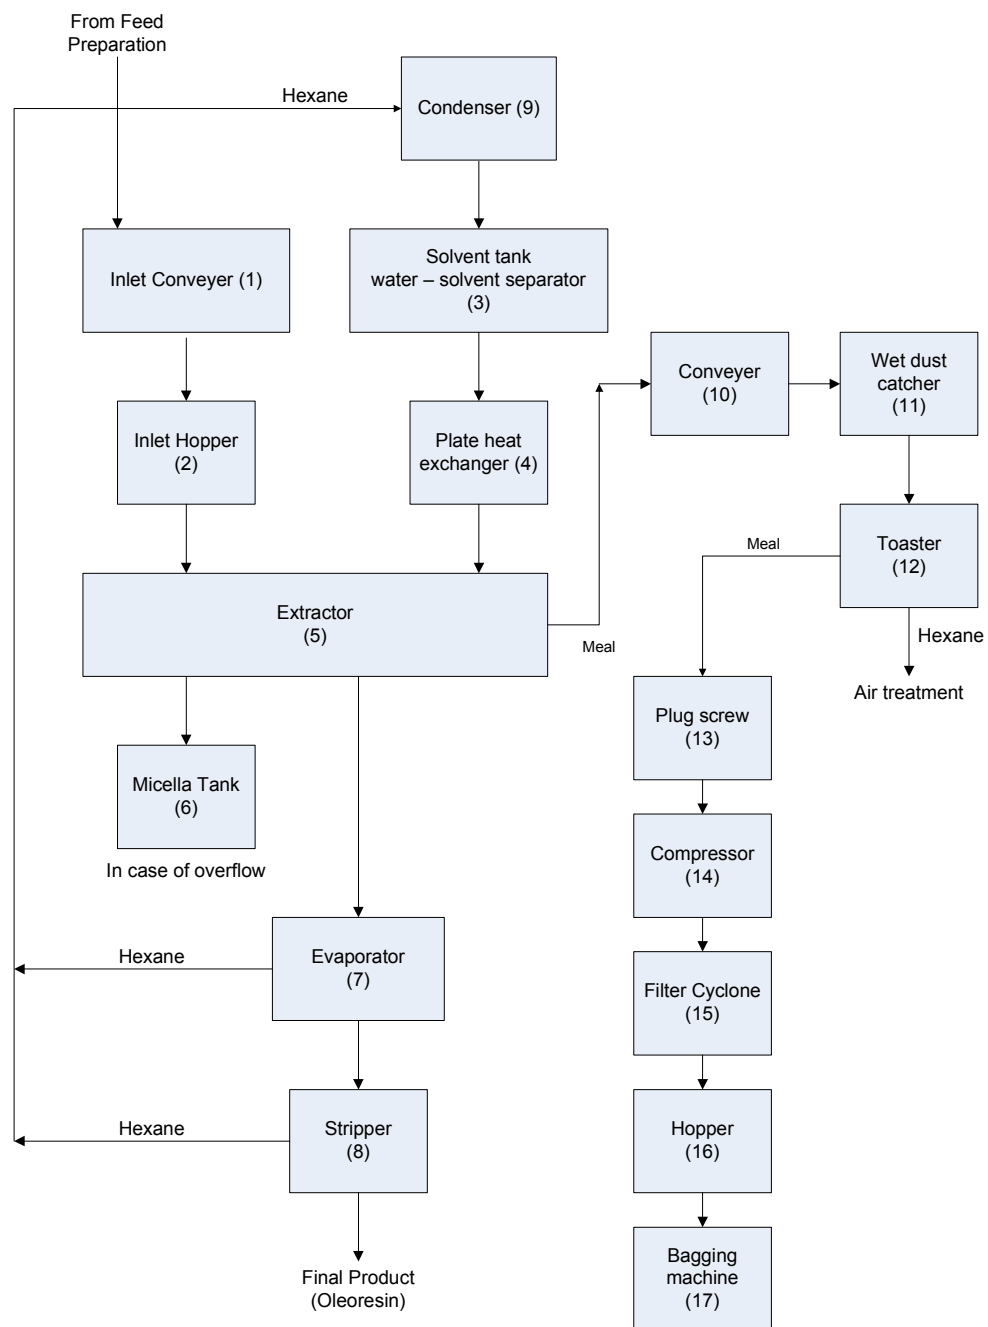 From Feed
Preparation
Hexane
Condenser (9)
Inlet Conveyer (1)
Solvent tank
water – solvent separator
(3)
Conveyer
(10)
Wet dust
catcher
(11)
Inlet Hopper
(2)
Plate heat
exchanger (4)
Meal
Toaster
(12)
Extractor
(5)
Meal
Hexane
Air treatment
Plug screw
(13)
Micella Tank
(6)
In case of overflow
Compressor
(14)
Hexane
Evaporator
(7)
Filter Cyclone
(15)
Hexane
Stripper
(8)
Hopper
(16)
Final Product
(Oleoresin)
Bagging
machine
(17)